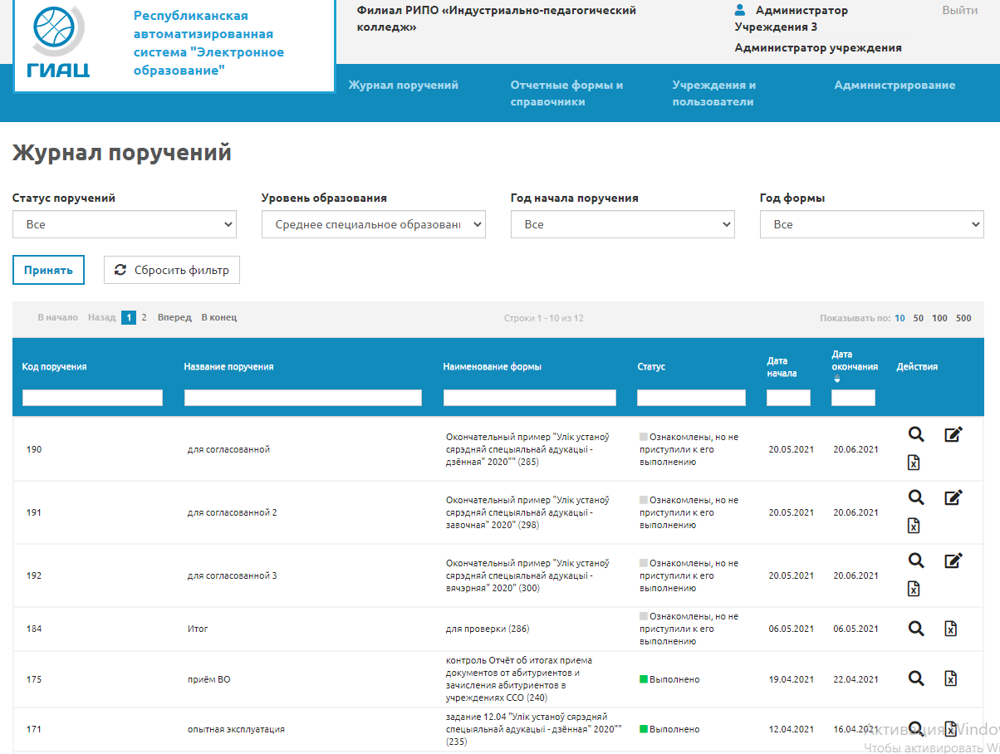 ГИАЦ
Республиканская
автоматизированная
система "Электронное
образование"
Филиал РИПО «Индустриально-педагогический
колледж»
Администратор
Учреждения 3
Администратор учреждения
Выйти
Журнал поручений
Отчетные формы и
справочники
Учреждения и
пользователи
Администрирование
Журнал поручений
Статус поручений
Уровень образования
Год начала поручения
Год формы
Все
Среднее специальное образовани
Все
Все
Принять
Сбросить фильтр
В начало Назад 1 2 Вперед В конец
Строки 1 - 10 из 12
Показывать по: 10 50 100 500
Код поручения
Название поручения
Наименование формы
Статус
Дата
начала
Дата
окончания
Действия
190
для согласованной
Окончательный пример "Улік устаноў
сярэдняй спецыяльнай адукацыі -
дзённая" 2020"" (285)
Ознакомлены, но не
приступили к его
выполнению
20.05.2021
20.06.2021
191
для согласованной 2
Окончательный пример "Улік устаноў
сярэдняй спецыяльнай адукацыі -
завочная" 2020" (298)
Ознакомлены, но не
приступили к его
выполнению
20.05.2021
20.06.2021
192
для согласованной 3
Окончательный пример "Улік устаноў
сярэдняй спецыяльнай адукацыі -
вячэрняя" 2020" (300)
Ознакомлены, но не
приступили к его
выполнению
20.05.2021
20.06.2021
184
Итог
для проверки (286)
Ознакомлены, но не
приступили к его
выполнению
06.05.2021
06.05.2021
175
приём ВО
контроль Отчёт об итогах приема
документов от абитуриентов и
зачисления абитуриентов в
учреждениях ССО (240)
Выполнено
19.04.2021
22.04.2021
171
опытная эксплуатация
задание 12.04 "Улік устаноў сярэдняй
спецыяльнай адукацыі - дзённая" 2020""
(235)
Выполнено
12.04.2021
16.04.2021
Активация Windo
Чтобы активировать Wi